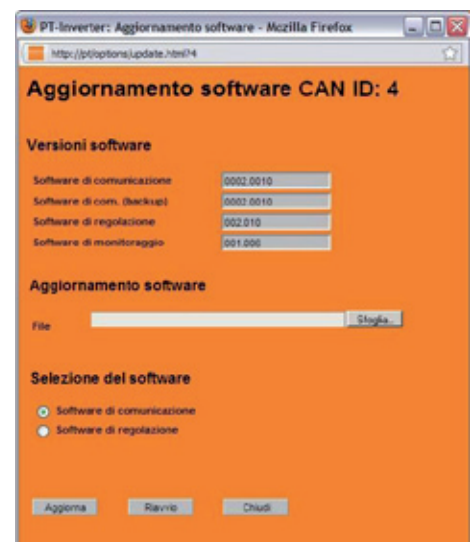 PT-Inverter: Aggiornamento software - Mozilla Firefox
http://pt/options/update.html?4
Aggiornamento software CAN ID: 4
Versioni software
Software di comunicazione 0002.0010
Software di com. (backup) 0002.0010
Software di regolazione 002.010
Software di monitoraggio 001.000
Aggiornamento software
File Sfoglia...
Selezione del software
Software di comunicazione
Software di regolazione
Aggiorna Riavvio Chiudi